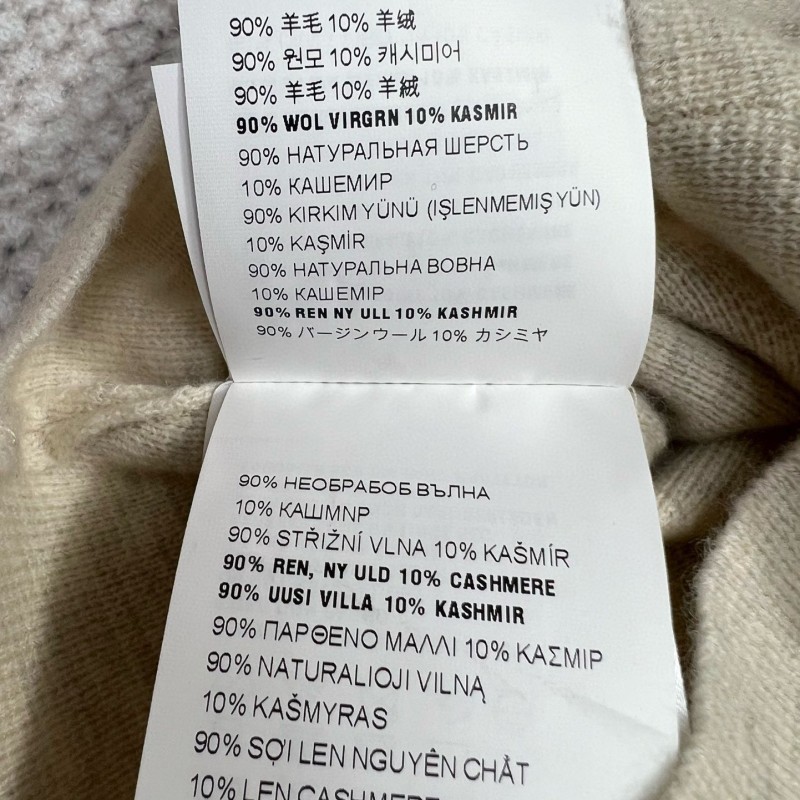 90% 羊毛 10% 羊绒
90% 원모 10% 캐시미어
90% 羊毛 10% 羊絨
90% WOL VIRGRN 10% KASMIR
90% НАТУРАЛЬНАЯ ШЕРСТЬ
10% КАШЕМИР
90% KIRKIM YÜNÜ (IŞLENMEMIŞ YÜN)
10% KAŞMİR
90% НАТУРАЛЬНА ВОВНА
10% КАШЕМІР
90% REN NY ULL 10% KASHMIR
90% バージンウール 10% カシミヤ
90% НЕОБРАБОБ ВЪЛНА
10% КАШМNР
90% STŘIŽNÍ VLNA 10% KAŠMÍR
90% REN, NY ULD 10% CASHMERE
90% UUSI VILLA 10% KASHMIR
90% ΠΑΡΘΕΝΟ ΜΑΛΛΙ 10% ΚΑΣΜΙΡ
90% NATURALIOJI VILNĄ
10% KAŠMYRAS
90% SỢI LEN NGUYÊN CHẤT
10% LEN CASHMERE